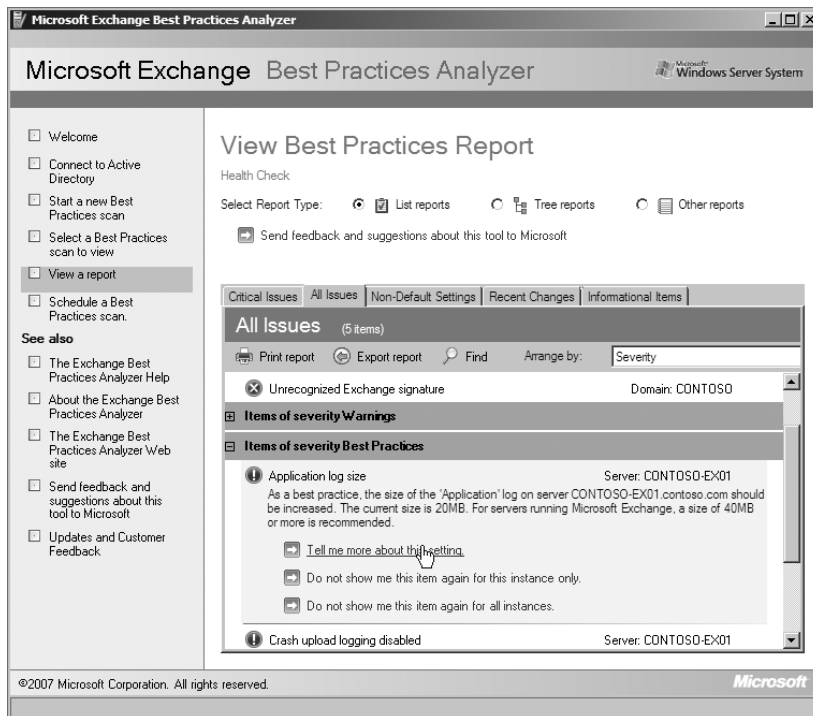 Microsoft Exchange Best Practices Analyzer
Microsoft Exchange Best Practices Analyzer
Microsoft
Windows Server System
Welcome
Connect to Active
Directory
Start a new Best
Practices scan
Select a Best Practices
scan to view
View a report
Schedule a Best
Practices scan.
See also
The Exchange Best
Practices Analyzer Help
About the Exchange Best
Practices Analyzer
The Exchange Best
Practices Analyzer Web
site
Send feedback and
suggestions about this
tool to Microsoft
Updates and Customer
Feedback
View Best Practices Report
Health Check
Select Report Type: List reports Tree reports Other reports
Send feedback and suggestions about this tool to Microsoft
Critical Issues All Issues Non-Default Settings Recent Changes Informational Items
All Issues (5 items)
Print report Export report Find Arrange by: Severity
Unrecognized Exchange signature Domain: CONTOSO
Items of severity Warnings
Items of severity Best Practices
Application log size Server: CONTOSO-EX01
As a best practice, the size of the 'Application' log on server CONTOSO-EX01.contoso.com should
be increased. The current size is 20MB. For servers running Microsoft Exchange, a size of 40MB
or more is recommended.
Tell me more about this setting.
Do not show me this item again for this instance only.
Do not show me this item again for all instances.
Crash upload logging disabled Server: CONTOSO-EX01
©2007 Microsoft Corporation. All rights reserved.
Microsoft